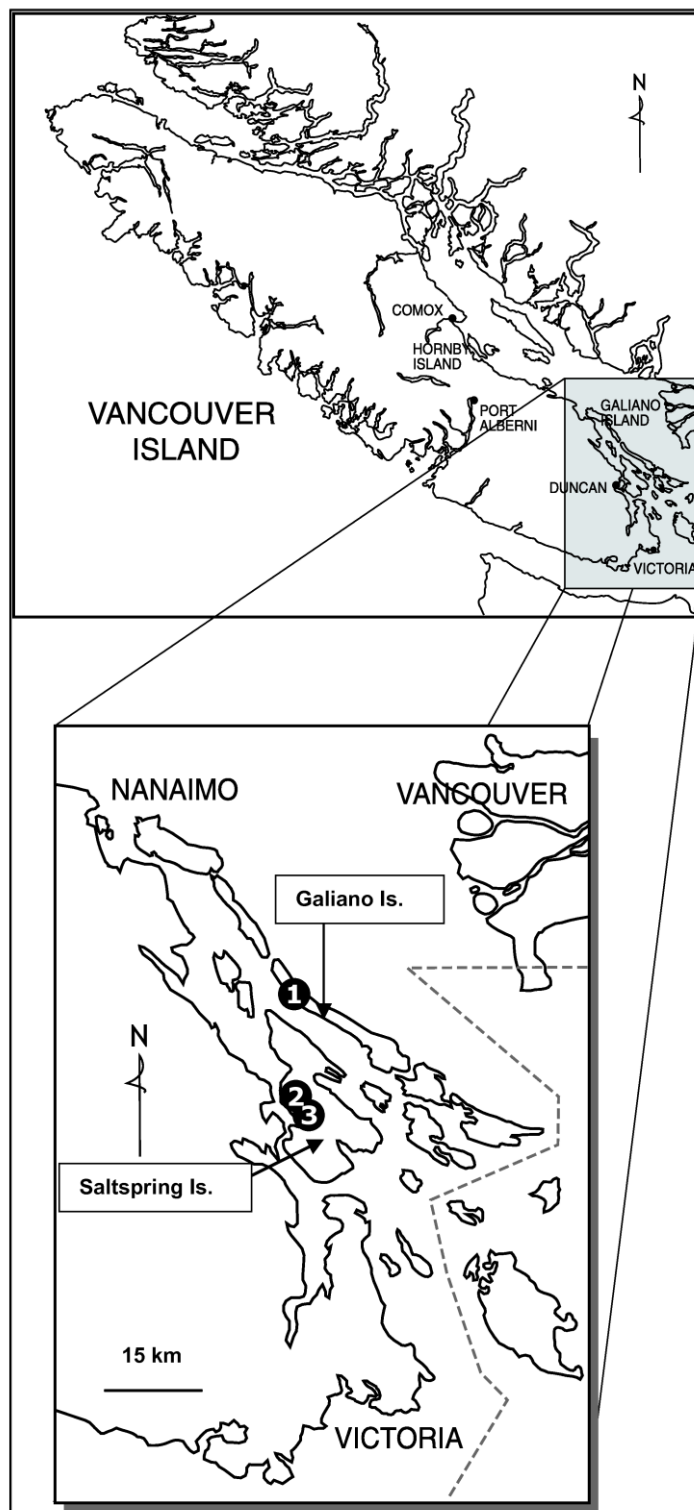 N
COMOX
HORNBY
ISLAND
VANCOUVER
ISLAND
PORT
ALBERNI
GALIANO
ISLAND
DUNCAN
VICTORIA
NANAIMO
VANCOUVER
Galiano Is.
1
N
2
3
Saltspring Is.
15 km
VICTORIA